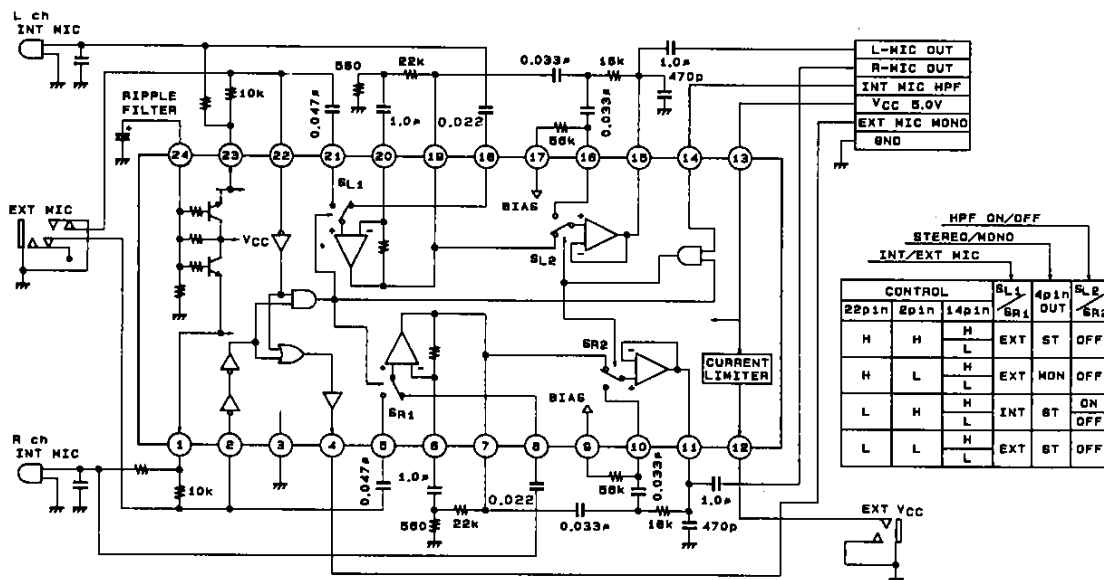 L ch
INT MIC
RIPPLE
FILTER
10k
0.047µ
560
22k
1.0µ
0.022
0.033µ
56k
0.033µ
16k
470p
1.0µ
L-MIC OUT
R-MIC OUT
INT MIC HPF
VCC 5.0V
EXT MIC MONO
GND
24
23
22
21
20
19
18
17
16
15
14
13
EXT MIC
VCC
SL1
BIAS
SL2
SR1
SR2
BIAS
CURRENT
LIMITER
1
2
3
4
5
6
7
8
9
10
11
12
R ch
INT MIC
10k
0.047µ
1.0µ
560
22k
0.022
0.033µ
56k
0.033µ
16k
470p
1.0µ
EXT VCC
HPF ON/OFF
STEREO/MONO
INT/EXT MIC
CONTROL SL1/SR1 4pin OUT SL2/SR2
22pin 2pin 14pin
H H H L EXT ST OFF
H L H L EXT MON OFF
L H H L INT ST ON OFF
L L H L EXT ST OFF